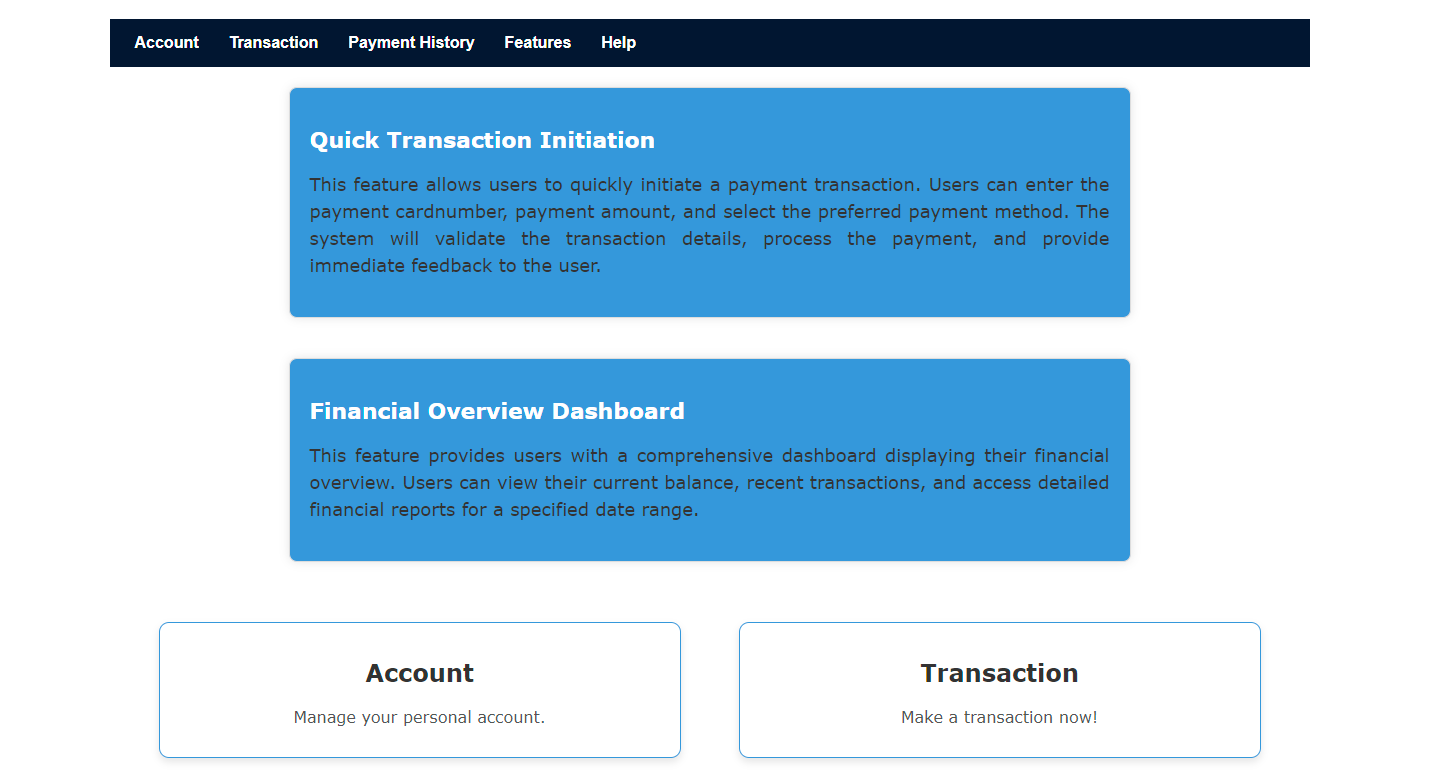 Account Transaction Payment History Features Help
Quick Transaction Initiation
This feature allows users to quickly initiate a payment transaction. Users can enter the
payment cardnumber, payment amount, and select the preferred payment method. The
system will validate the transaction details, process the payment, and provide
immediate feedback to the user.
Financial Overview Dashboard
This feature provides users with a comprehensive dashboard displaying their financial
overview. Users can view their current balance, recent transactions, and access detailed
financial reports for a specified date range.
Account
Manage your personal account.
Transaction
Make a transaction now!